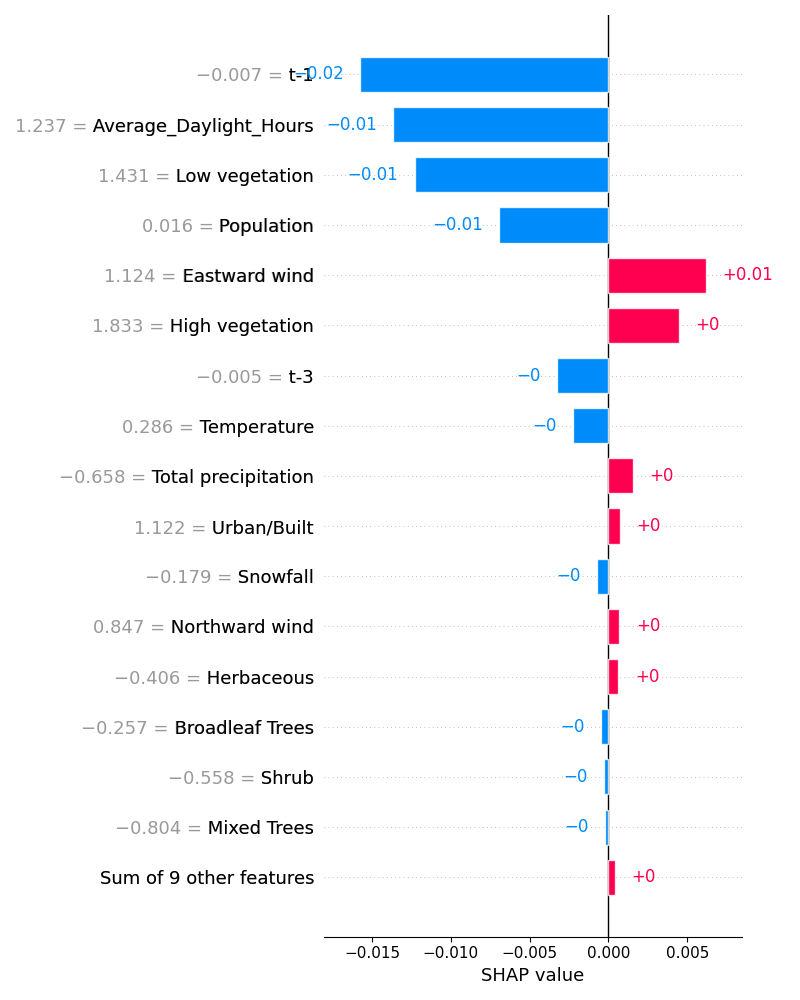 −0.007 = t-1 −0.02
1.237 = Average_Daylight_Hours −0.01
1.431 = Low vegetation −0.01
0.016 = Population −0.01
1.124 = Eastward wind +0.01
1.833 = High vegetation +0
−0.005 = t-3 −0
0.286 = Temperature −0
−0.658 = Total precipitation +0
1.122 = Urban/Built +0
−0.179 = Snowfall −0
0.847 = Northward wind +0
−0.406 = Herbaceous +0
−0.257 = Broadleaf Trees −0
−0.558 = Shrub −0
−0.804 = Mixed Trees −0
Sum of 9 other features +0
−0.015 −0.010 −0.005 0.000 0.005
SHAP value